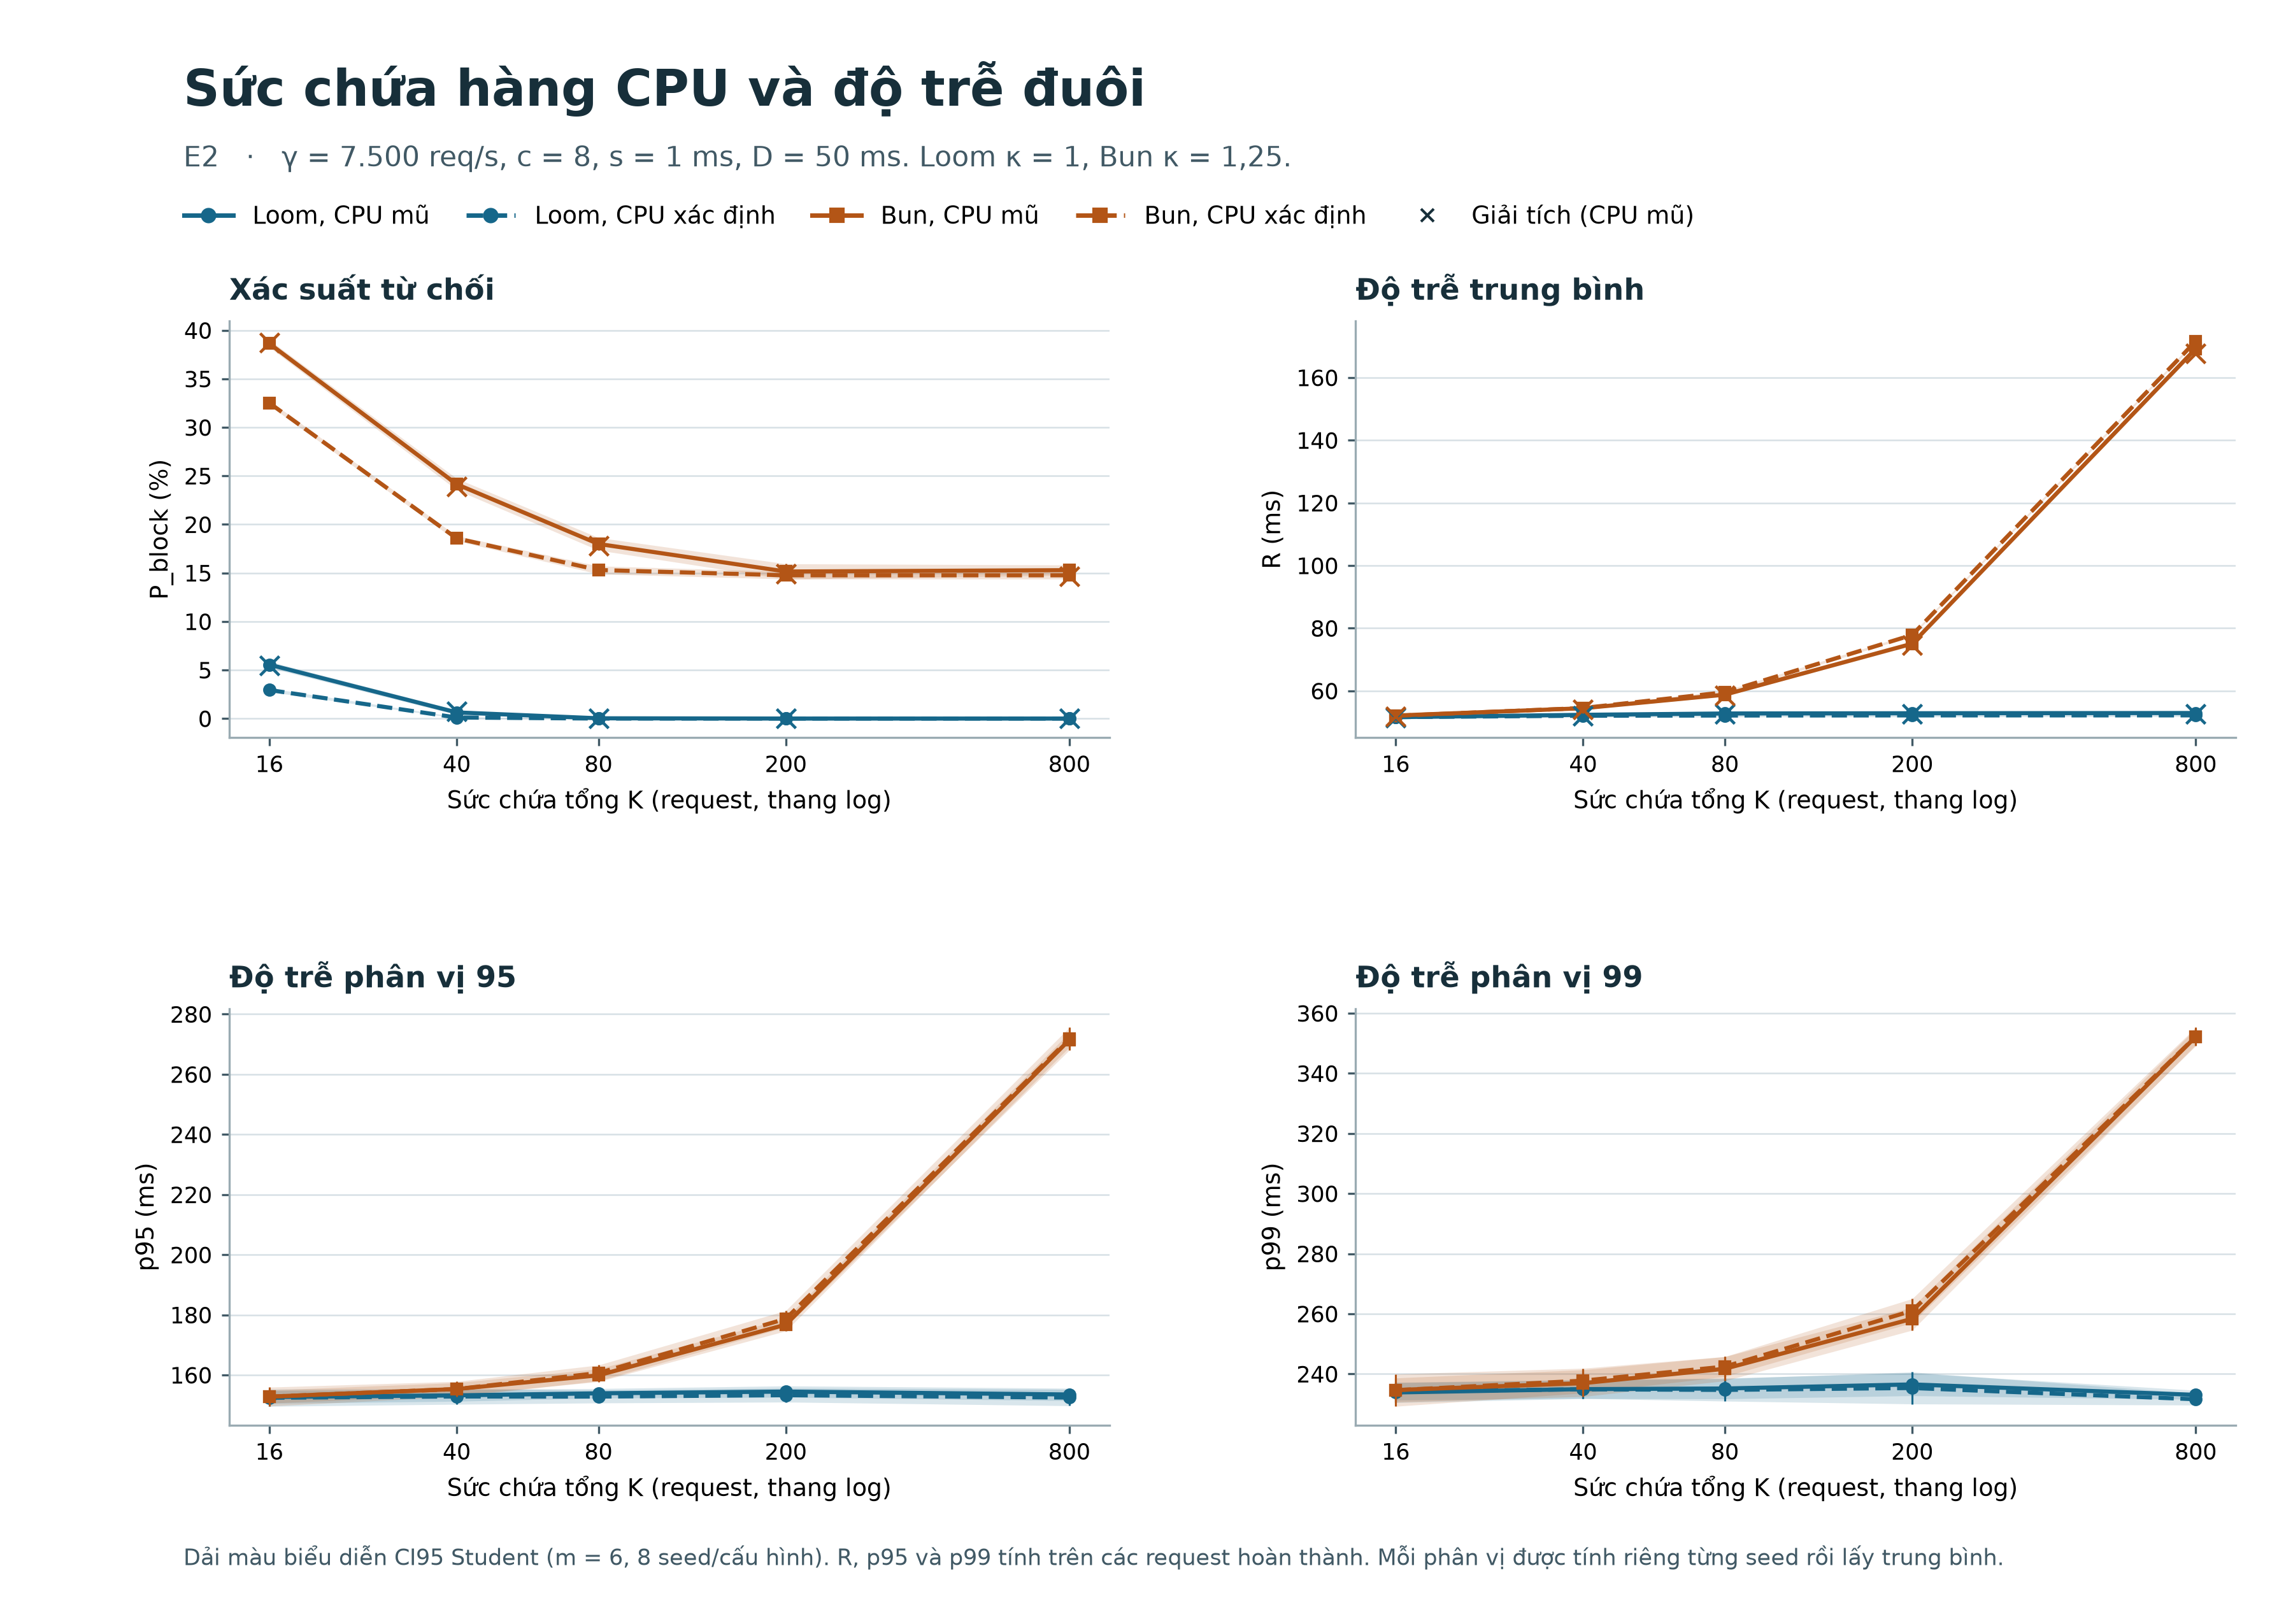 Sức chứa hàng CPU và độ trễ đuôi
E2 · γ = 7.500 req/s, c = 8, s = 1 ms, D = 50 ms. Loom κ = 1, Bun κ = 1,25.
Loom, CPU mũ
Loom, CPU xác định
Bun, CPU mũ
Bun, CPU xác định
Giải tích (CPU mũ)
Xác suất từ chối
P_block (%)
40
35
30
25
20
15
10
5
0
16 40 80 200 800
Sức chứa tổng K (request, thang log)
Độ trễ trung bình
R (ms)
160
140
120
100
80
60
16 40 80 200 800
Sức chứa tổng K (request, thang log)
Độ trễ phân vị 95
p95 (ms)
280
260
240
220
200
180
160
16 40 80 200 800
Sức chứa tổng K (request, thang log)
Độ trễ phân vị 99
p99 (ms)
360
340
320
300
280
260
240
16 40 80 200 800
Sức chứa tổng K (request, thang log)
Dải màu biểu diễn CI95 Student (m = 6, 8 seed/cấu hình). R, p95 và p99 tính trên các request hoàn thành. Mỗi phân vị được tính riêng từng seed rồi lấy trung bình.